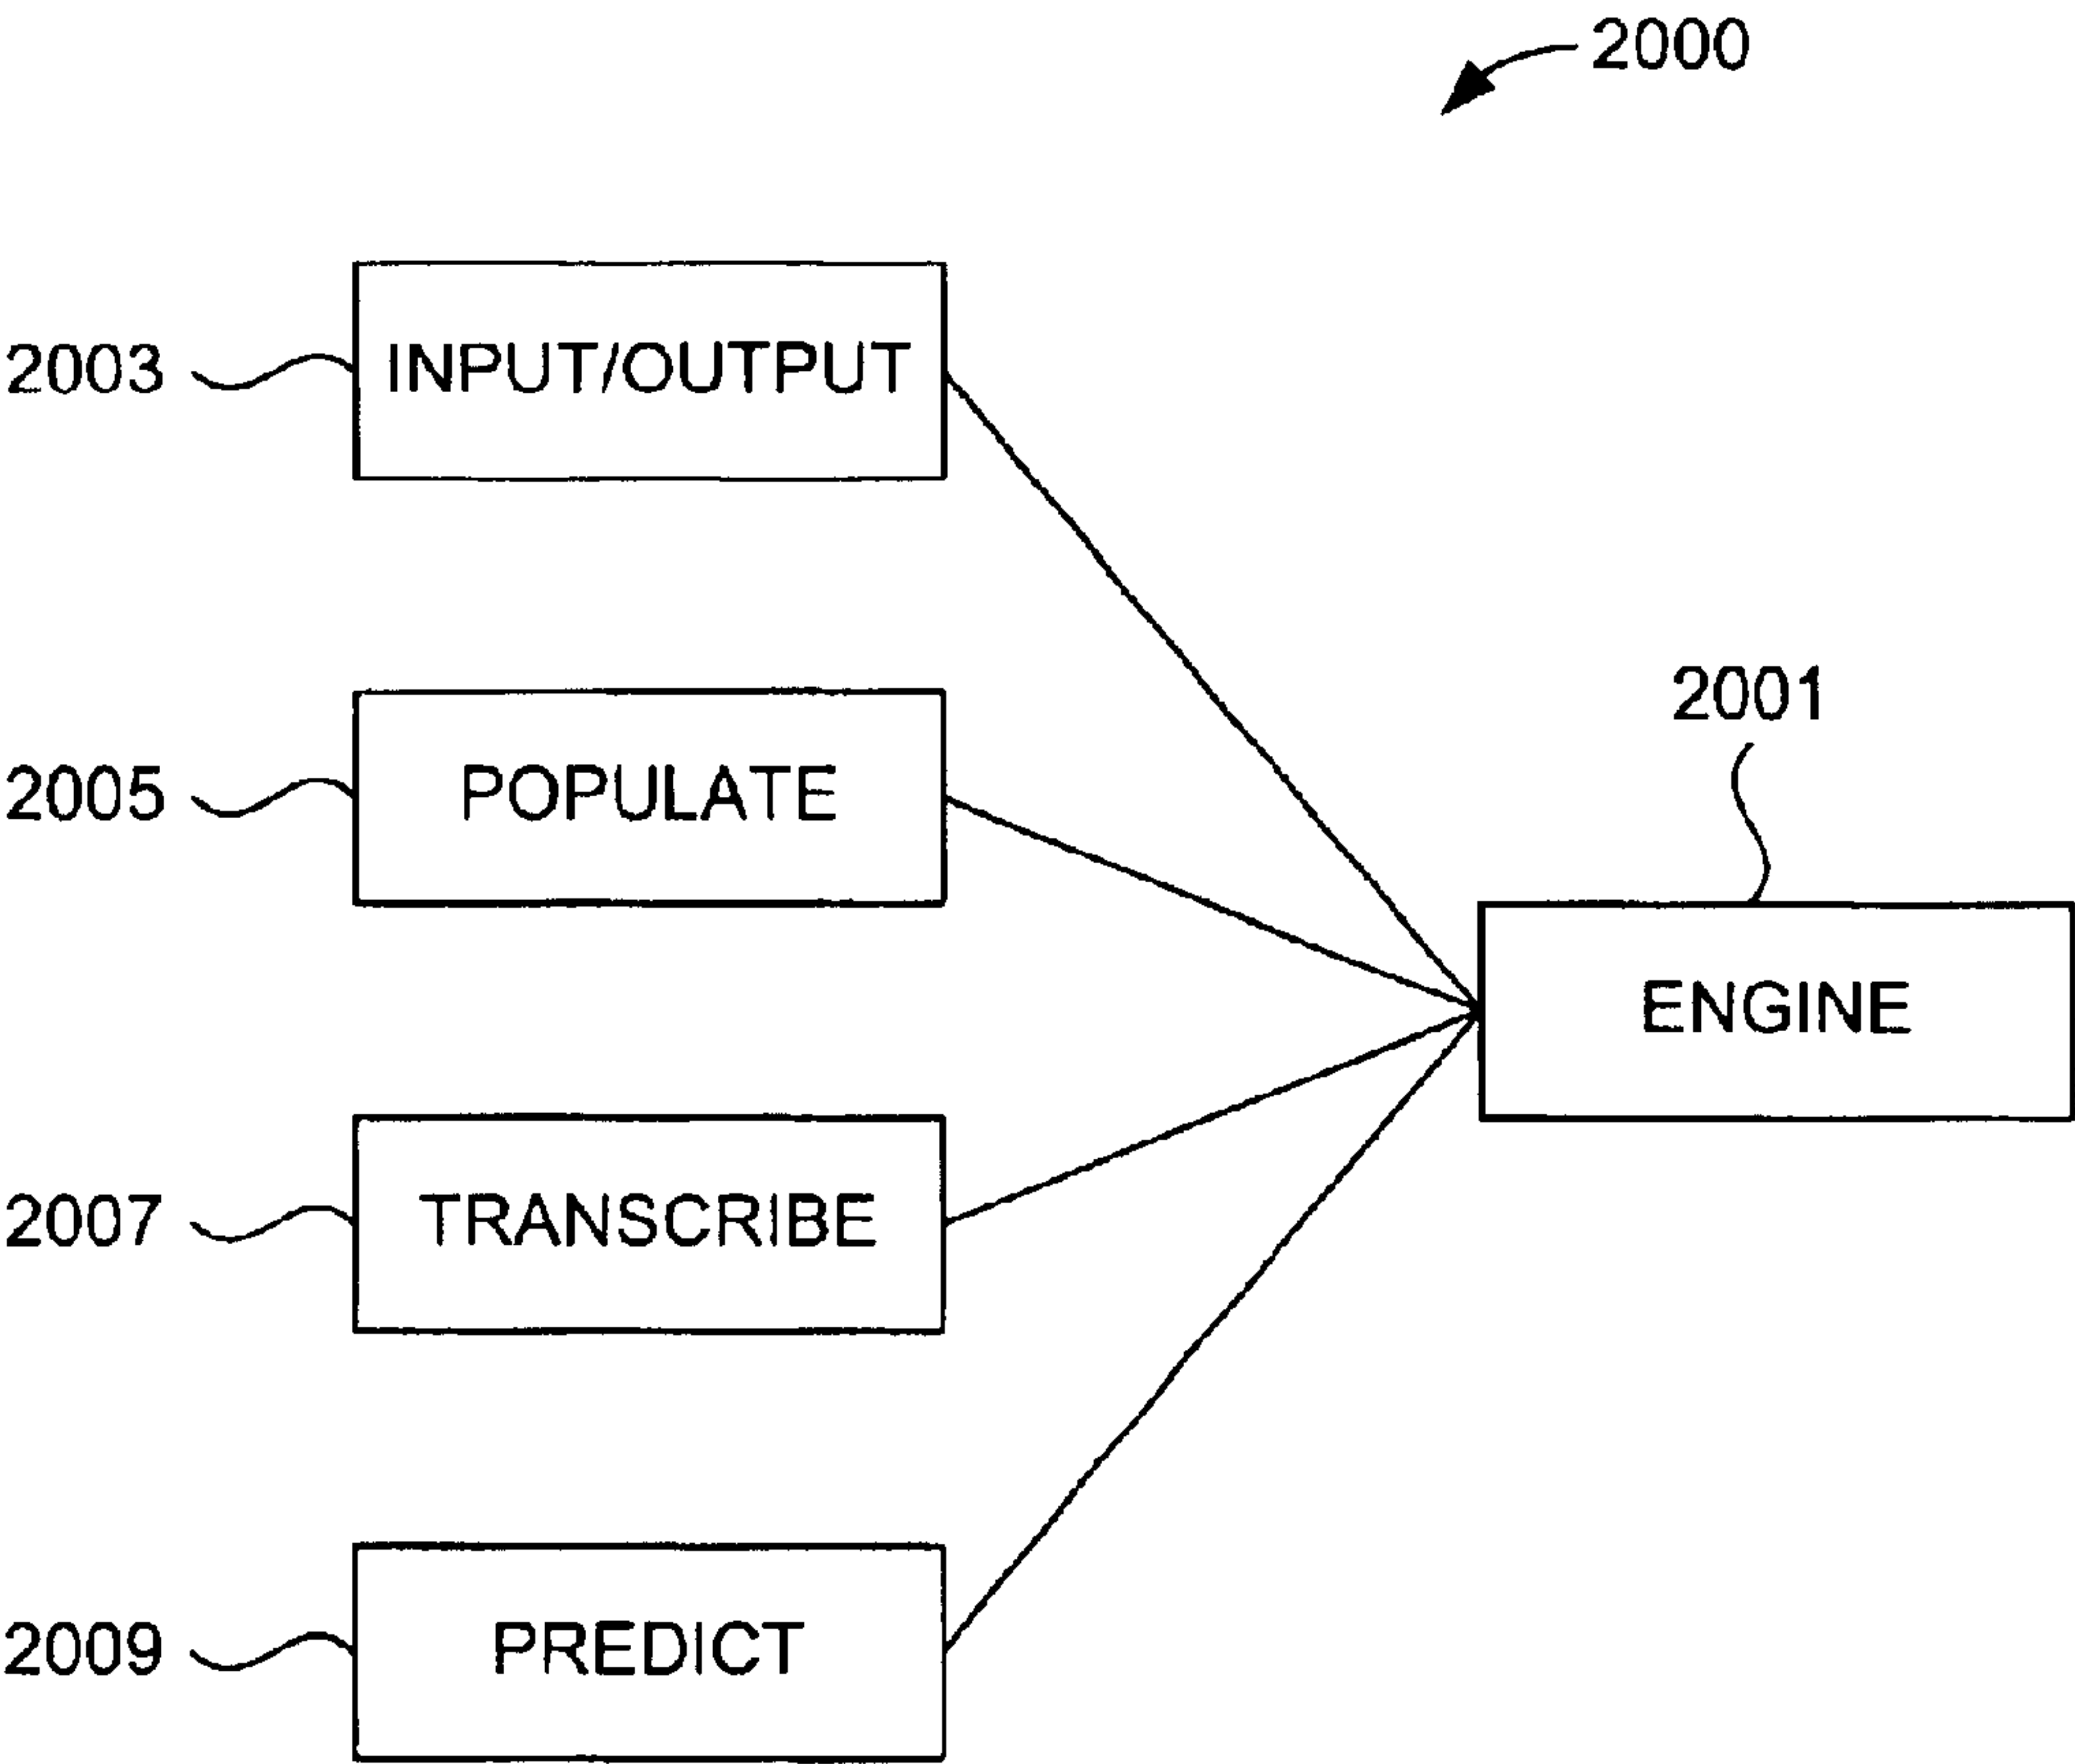 2000
2003
INPUT/OUTPUT
2001
2005
POPULATE
ENGINE
2007
TRANSCRIBE
2009
PREDICT